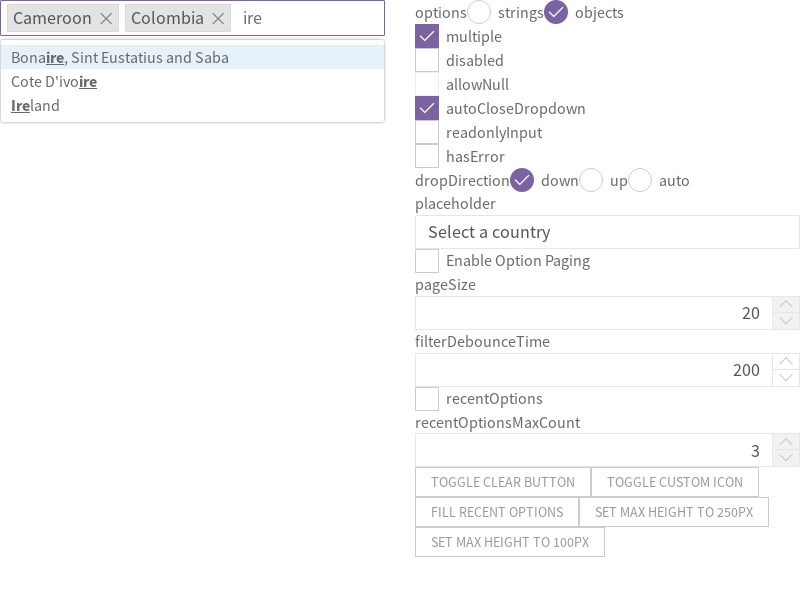 Cameroon Colombia ire
Bonaire, Sint Eustatius and Saba
Cote D'ivoire
Ireland
options strings objects
multiple
disabled
allowNull
autoCloseDropdown
readonlyInput
hasError
dropDirection down up auto
placeholder
Select a country
Enable Option Paging
pageSize
20
filterDebounceTime
200
recentOptions
recentOptionsMaxCount
3
TOGGLE CLEAR BUTTON TOGGLE CUSTOM ICON
FILL RECENT OPTIONS SET MAX HEIGHT TO 250PX
SET MAX HEIGHT TO 100PX